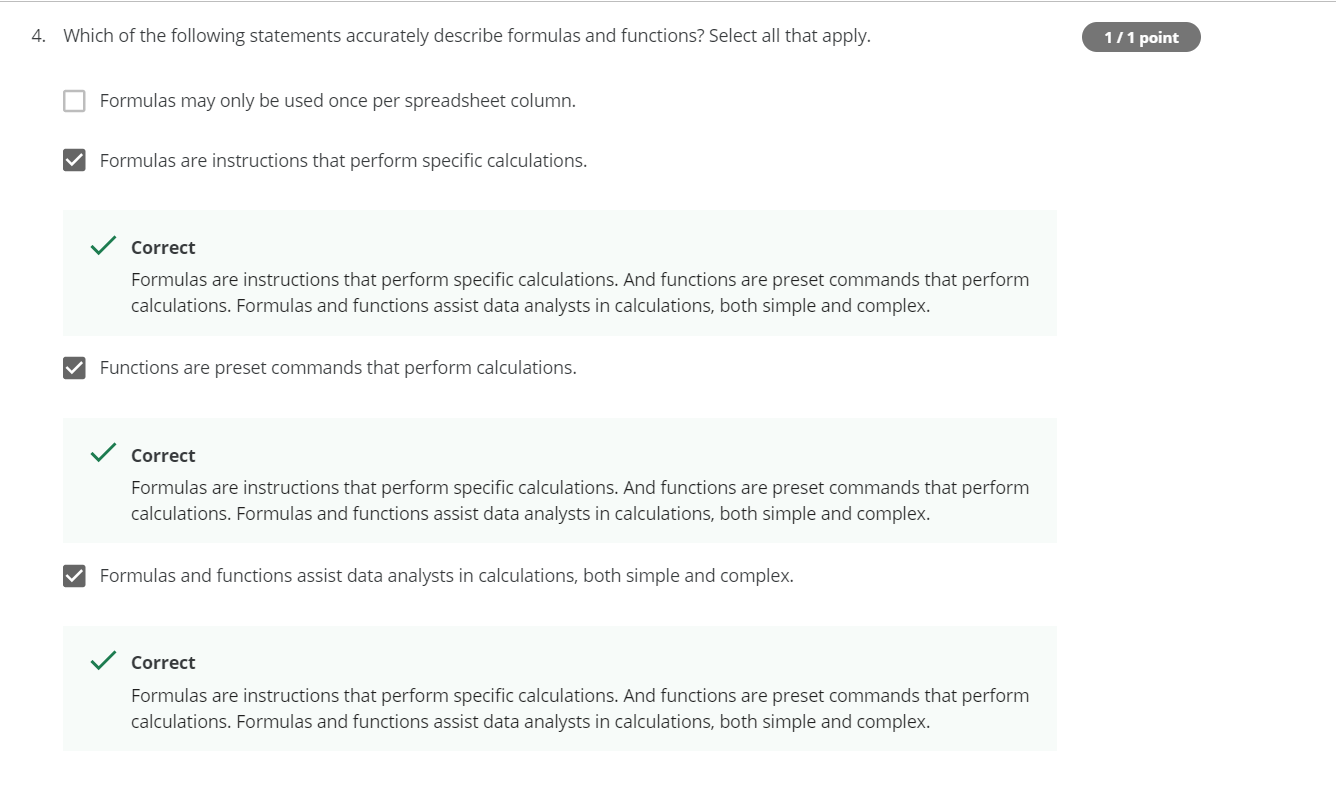 4. Which of the following statements accurately describe formulas and functions? Select all that apply.
1 / 1 point
Formulas may only be used once per spreadsheet column.
Formulas are instructions that perform specific calculations.
Correct
Formulas are instructions that perform specific calculations. And functions are preset commands that perform
calculations. Formulas and functions assist data analysts in calculations, both simple and complex.
Functions are preset commands that perform calculations.
Correct
Formulas are instructions that perform specific calculations. And functions are preset commands that perform
calculations. Formulas and functions assist data analysts in calculations, both simple and complex.
Formulas and functions assist data analysts in calculations, both simple and complex.
Correct
Formulas are instructions that perform specific calculations. And functions are preset commands that perform
calculations. Formulas and functions assist data analysts in calculations, both simple and complex.